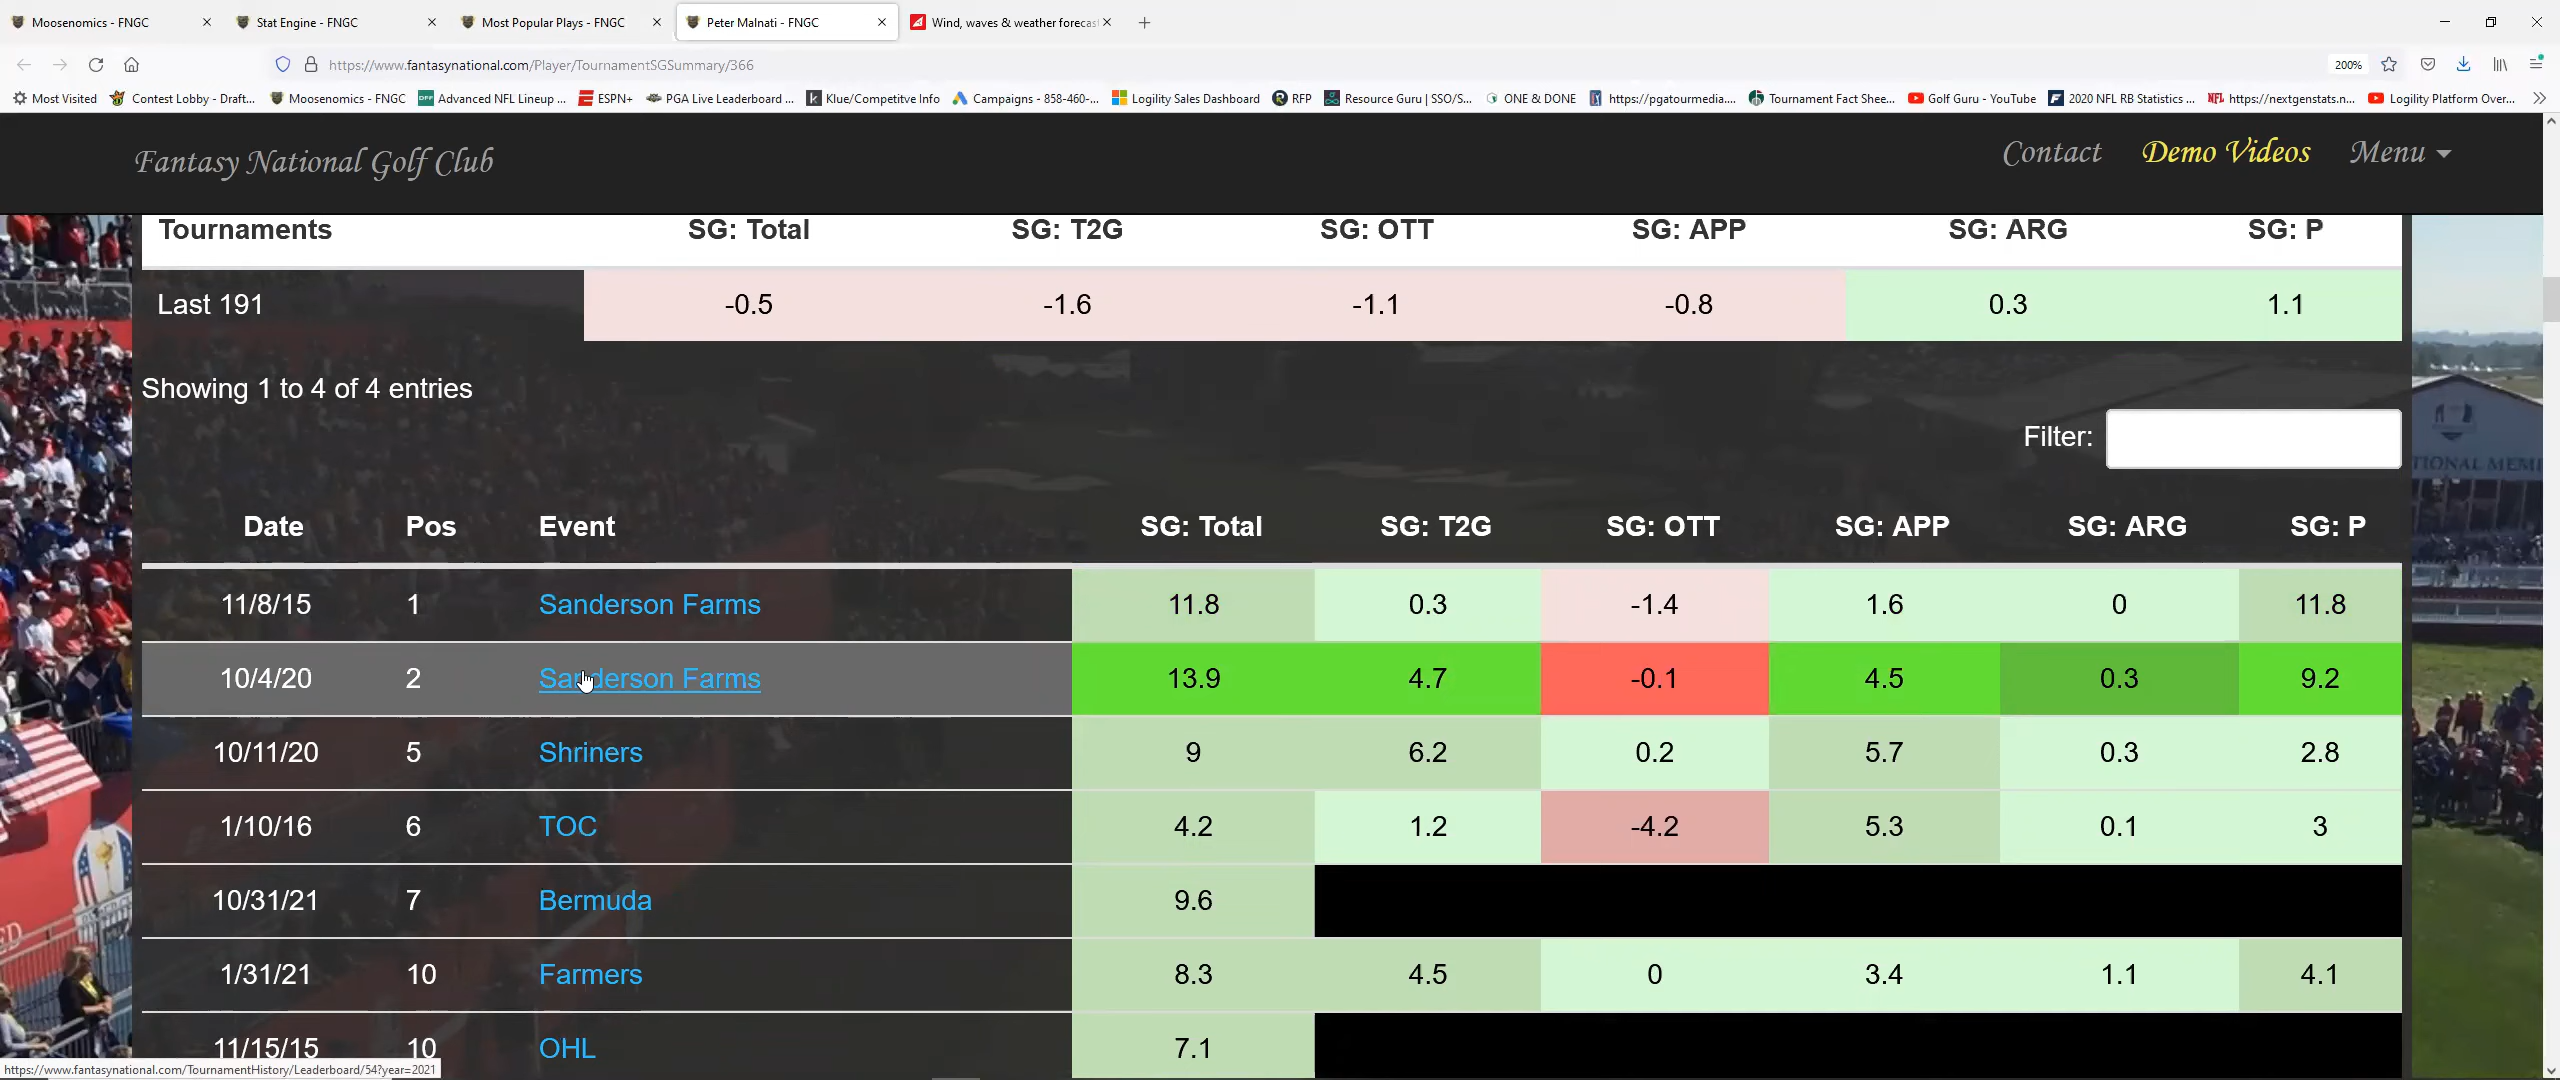 Moosenomics - FNGC
Stat Engine - FNGC
Most Popular Plays - FNGC
Peter Malnati - FNGC
Wind, waves & weather forecas
https://www.fantasynational.com/Player/TournamentSGSummary/366
200%
Most Visited
Contest Lobby - Draft...
Moosenomics - FNGC
Advanced NFL Lineup ...
ESPN+
PGA Live Leaderboard ...
Klue/Competitve Info
Campaigns - 858-460-...
Logility Sales Dashboard
RFP
Resource Guru | SSO/S...
ONE & DONE
https://pgatourmedia....
Tournament Fact Shee...
Golf Guru - YouTube
2020 NFL RB Statistics ...
https://nextgenstats.n...
Logility Platform Over...
Fantasy National Golf Club
Contact
Demo Videos
Menu
Tournaments SG: Total SG: T2G SG: OTT SG: APP SG: ARG SG: P
Last 191 -0.5 -1.6 -1.1 -0.8 0.3 1.1
Showing 1 to 4 of 4 entries
Filter:
Date Pos Event SG: Total SG: T2G SG: OTT SG: APP SG: ARG SG: P
11/8/15 1 Sanderson Farms 11.8 0.3 -1.4 1.6 0 11.8
10/4/20 2 Sanderson Farms 13.9 4.7 -0.1 4.5 0.3 9.2
10/11/20 5 Shriners 9 6.2 0.2 5.7 0.3 2.8
1/10/16 6 TOC 4.2 1.2 -4.2 5.3 0.1 3
10/31/21 7 Bermuda 9.6
1/31/21 10 Farmers 8.3 4.5 0 3.4 1.1 4.1
11/15/15 10 OHL 7.1
https://www.fantasynational.com/TournamentHistory/Leaderboard/54?year=2021